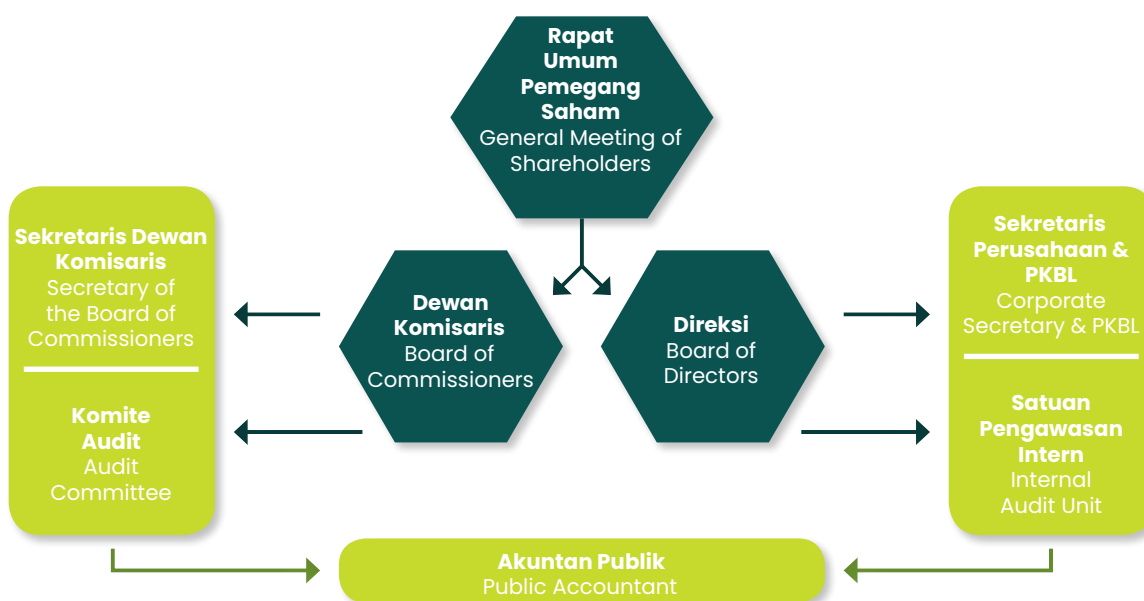 Rapat
Umum
Pemegang
Saham
General Meeting of
Shareholders
Sekretaris Dewan
Komisaris
Secretary of
the Board of
Commissioners
Komite
Audit
Audit
Committee
Dewan
Komisaris
Board of
Commissioners
Direksi
Board of
Directors
Sekretaris
Perusahaan &
PKBL
Corporate
Secretary & PKBL
Satuan
Pengawasan
Intern
Internal
Audit Unit
Akuntan Publik
Public Accountant